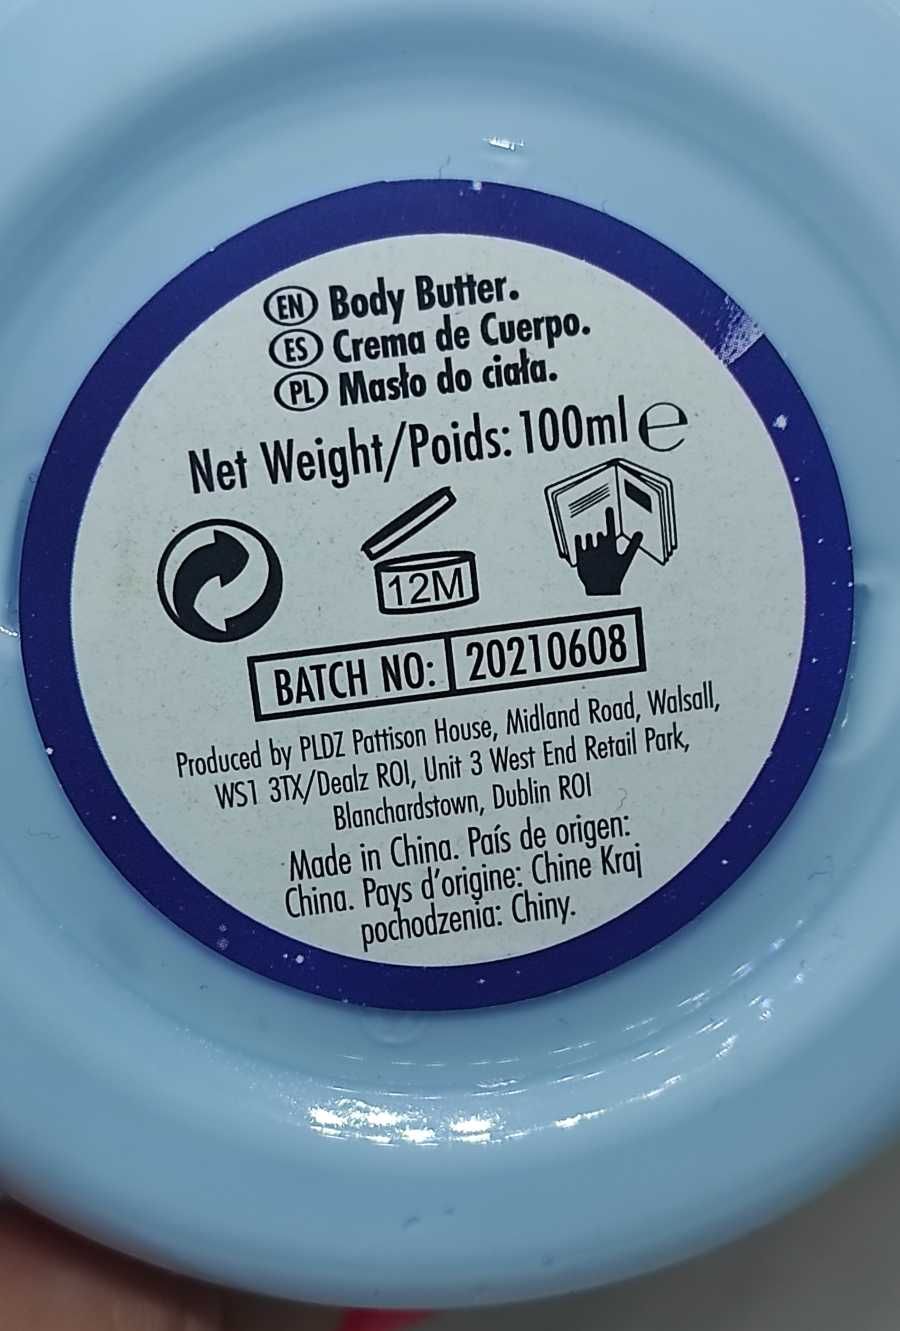 EN Body Butter.
ES Crema de Cuerpo.
PL Masło do ciała.
Net Weight/Poids: 100ml e
12M
BATCH NO: 20210608
Produced by PLDZ Pattison House, Midland Road, Walsall,
WS1 3TX/Dealz ROI, Unit 3 West End Retail Park,
Blanchardstown, Dublin ROI
Made in China. País de origen:
China. Pays d'origine: Chine Kraj
pochodzenia: Chiny.